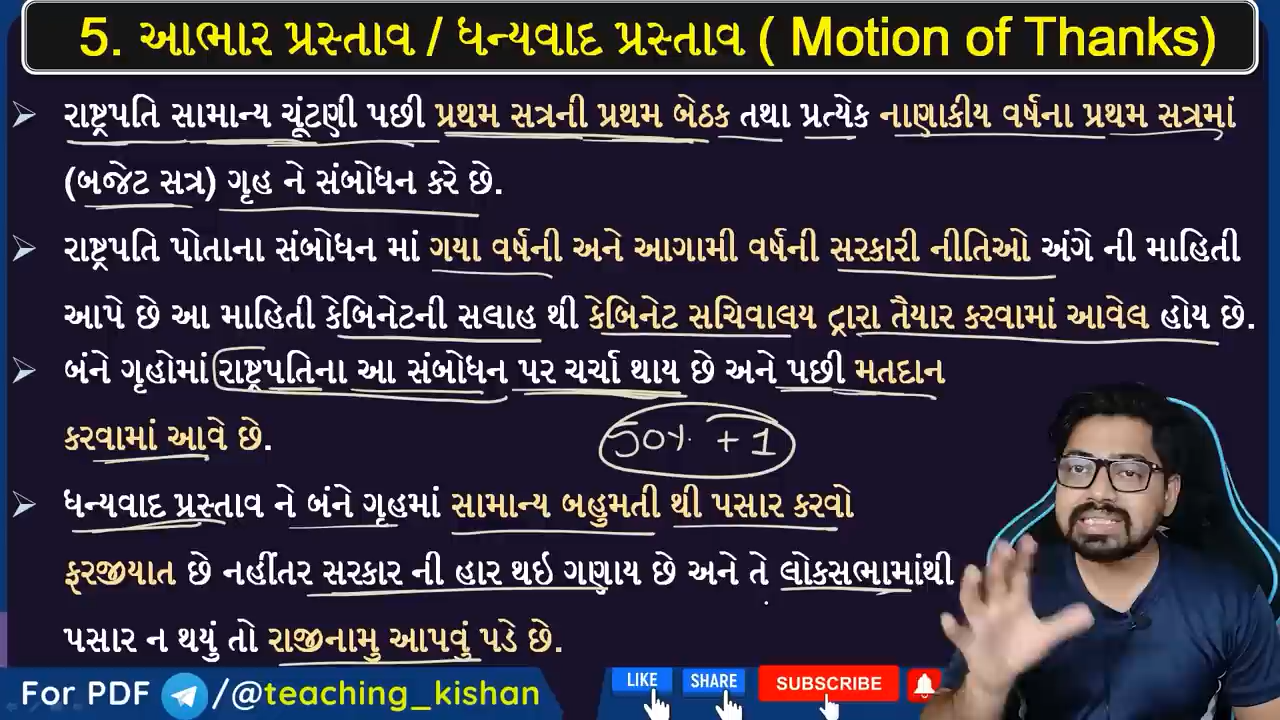 5. આભાર પ્રસ્તાવ / ધન્યવાદ પ્રસ્તાવ ( Motion of Thanks)
➤ રાષ્ટ્રપતિ સામાન્ય ચૂંટણી પછી પ્રથમ સત્રની પ્રથમ બેઠક તથા પ્રત્યેક નાણાકીય વર્ષના પ્રથમ સત્રમાં
(બજેટ સત્ર) ગૃહ ને સંબોધન કરે છે.
➤ રાષ્ટ્રપતિ પોતાના સંબોધન માં ગયા વર્ષની અને આગામી વર્ષની સરકારી નીતિઓ અંગે ની માહિતી
આપે છે આ માહિતી કેબિનેટની સલાહ થી કેબિનેટ સચિવાલય દ્રારા તૈયાર કરવામાં આવેલ હોય છે.
➤ બંને ગૃહોમાં રાષ્ટ્રપતિના આ સંબોધન પર ચર્ચા થાય છે અને પછી મતદાન
કરવામાં આવે છે.
50% + 1
➤ ધન્યવાદ પ્રસ્તાવ ને બંને ગૃહમાં સામાન્ય બહુમતી થી પસાર કરવો
ફરજીયાત છે નહીંતર સરકાર ની હાર થઇ ગણાય છે અને તે લોકસભામાંથી
પસાર ન થયું તો રાજીનામુ આપવું પડે છે.
For PDF /@teaching_kishan
LIKE SHARE SUBSCRIBE